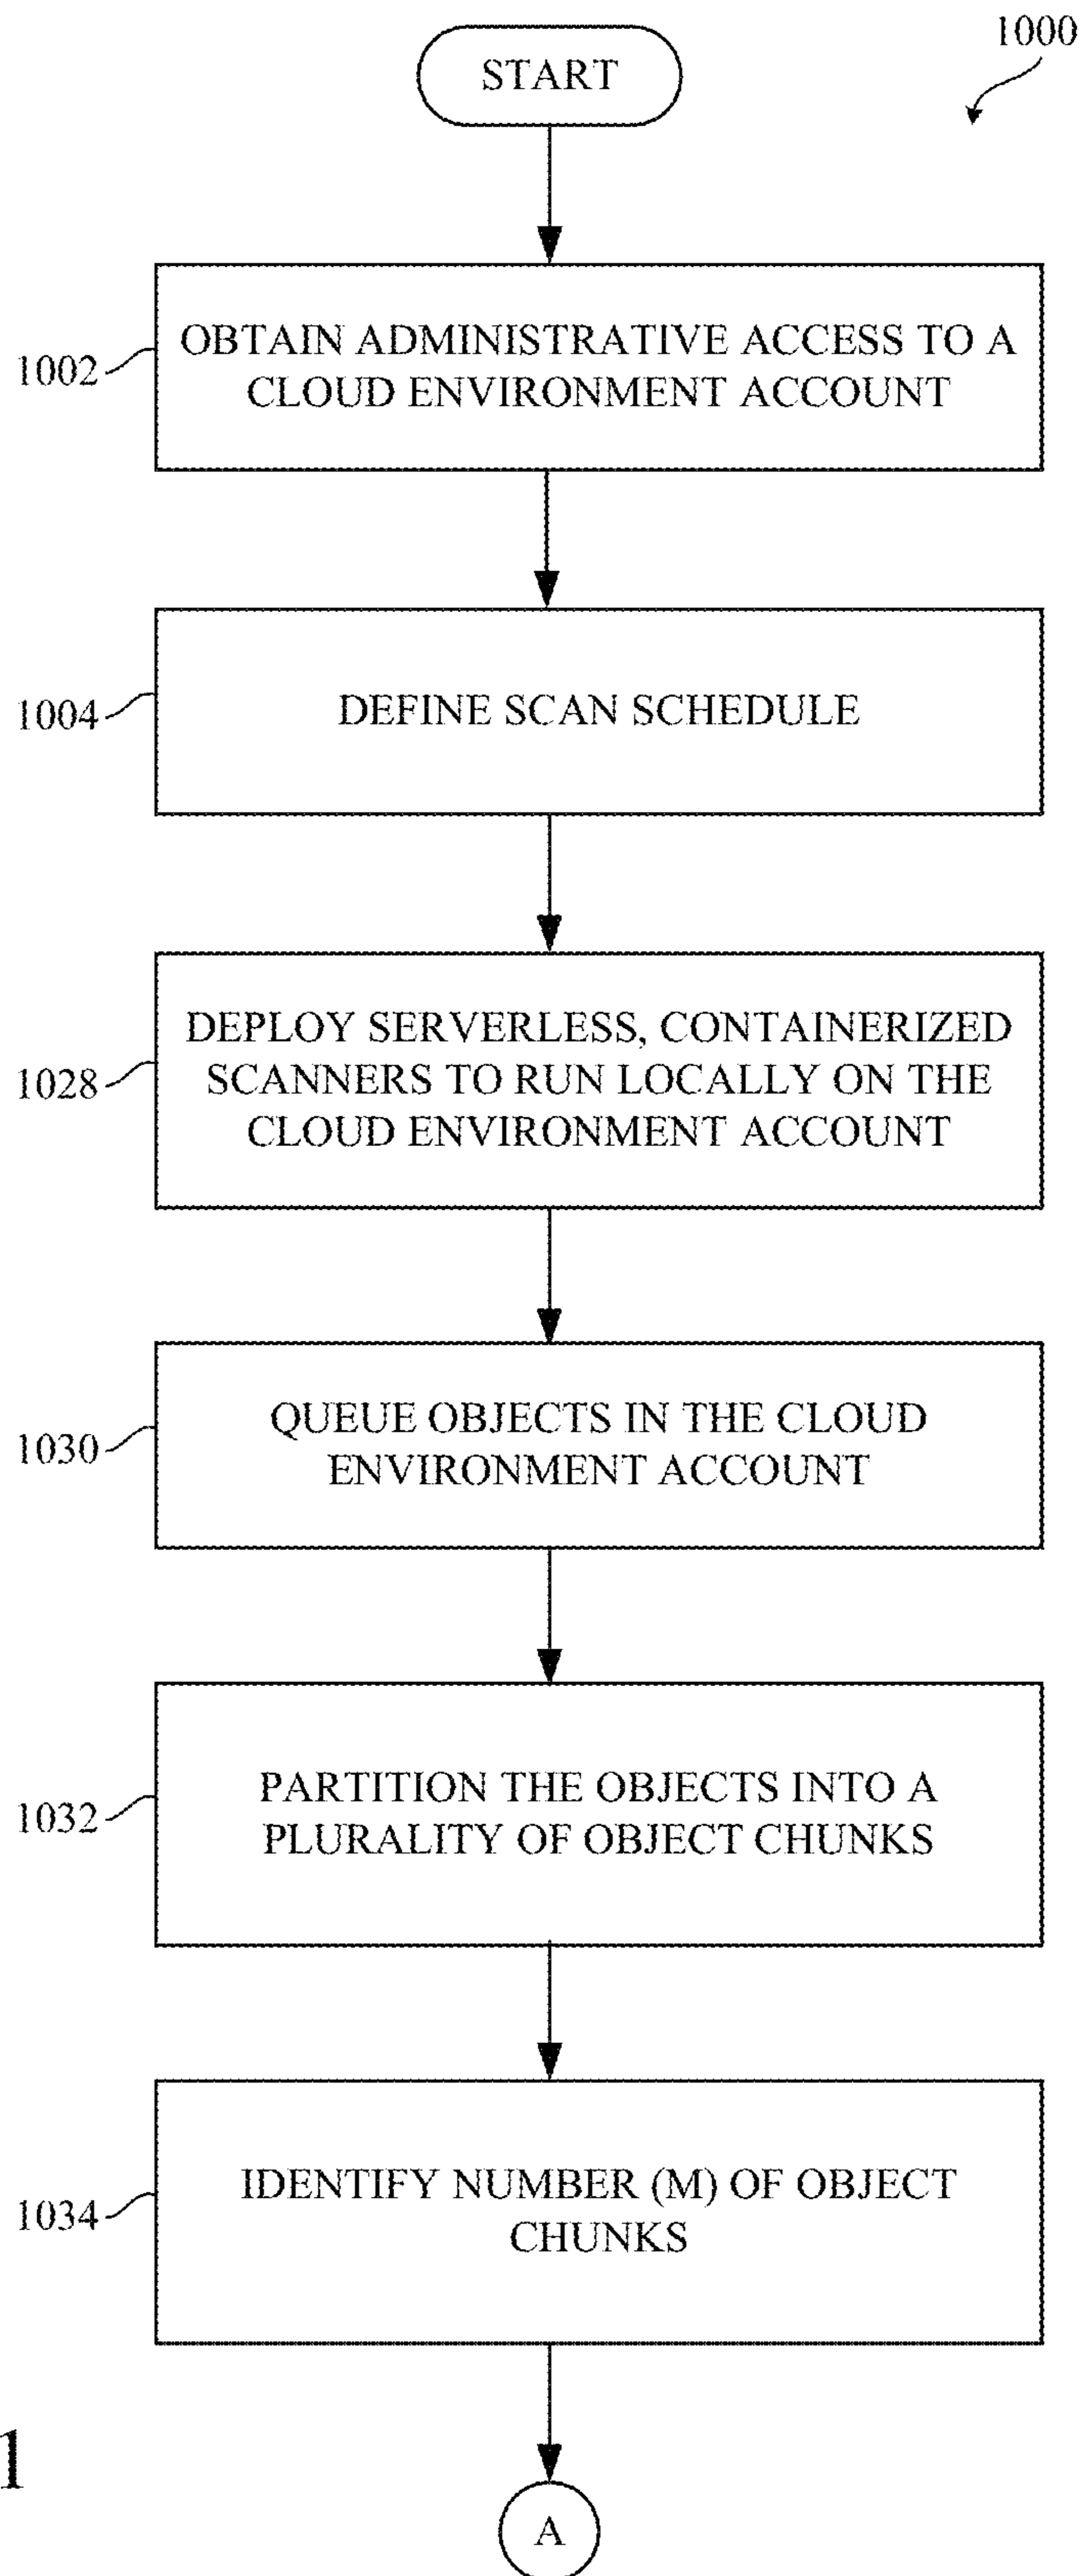 1000
START
1002
OBTAIN ADMINISTRATIVE ACCESS TO A
CLOUD ENVIRONMENT ACCOUNT
1004
DEFINE SCAN SCHEDULE
1028
DEPLOY SERVERLESS, CONTAINERIZED
SCANNERS TO RUN LOCALLY ON THE
CLOUD ENVIRONMENT ACCOUNT
1030
QUEUE OBJECTS IN THE CLOUD
ENVIRONMENT ACCOUNT
1032
PARTITION THE OBJECTS INTO A
PLURALITY OF OBJECT CHUNKS
1034
IDENTIFY NUMBER (M) OF OBJECT
CHUNKS
1
A